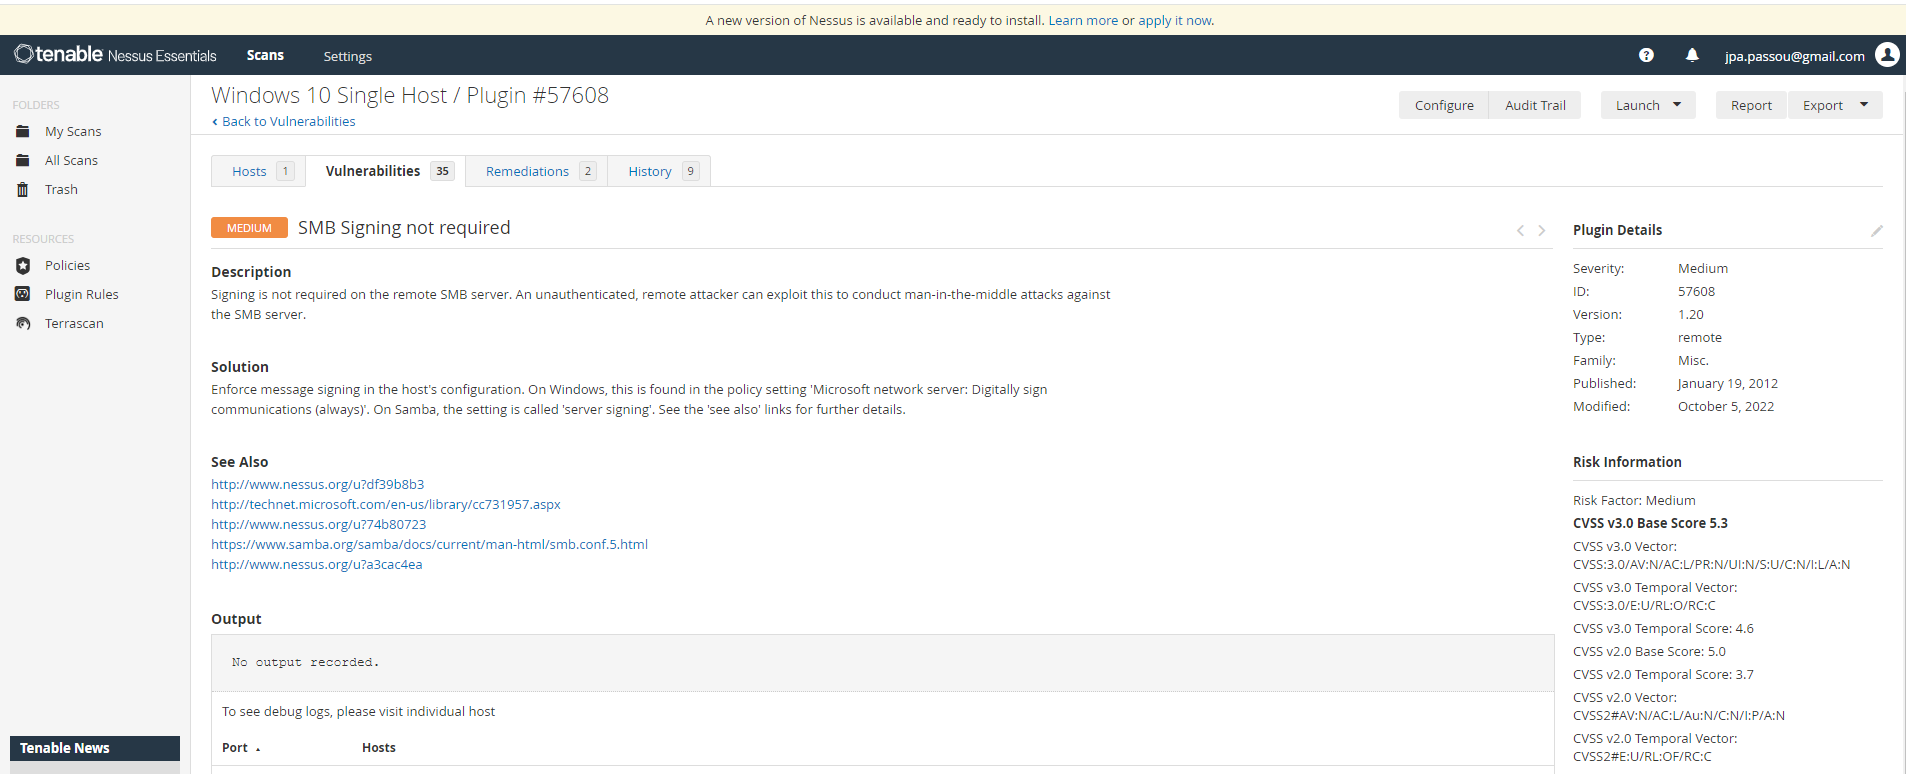 A new version of Nessus is available and ready to install. Learn more or apply it now.
tenable Nessus Essentials Scans Settings jpa.passou@gmail.com
FOLDERS
My Scans
All Scans
Trash
RESOURCES
Policies
Plugin Rules
Terrascan
Tenable News
Windows 10 Single Host / Plugin #57608
‹ Back to Vulnerabilities
Configure Audit Trail Launch Report Export
Hosts 1 Vulnerabilities 35 Remediations 2 History 9
MEDIUM SMB Signing not required
Description
Signing is not required on the remote SMB server. An unauthenticated, remote attacker can exploit this to conduct man-in-the-middle attacks against
the SMB server.
Solution
Enforce message signing in the host's configuration. On Windows, this is found in the policy setting 'Microsoft network server: Digitally sign
communications (always)'. On Samba, the setting is called 'server signing'. See the 'see also' links for further details.
See Also
http://www.nessus.org/u?df39b8b3
http://technet.microsoft.com/en-us/library/cc731957.aspx
http://www.nessus.org/u?74b80723
https://www.samba.org/samba/docs/current/man-html/smb.conf.5.html
http://www.nessus.org/u?a3cac4ea
Output
No output recorded.
To see debug logs, please visit individual host
Port Hosts
Plugin Details
Severity: Medium
ID: 57608
Version: 1.20
Type: remote
Family: Misc.
Published: January 19, 2012
Modified: October 5, 2022
Risk Information
Risk Factor: Medium
CVSS v3.0 Base Score 5.3
CVSS v3.0 Vector:
CVSS:3.0/AV:N/AC:L/PR:N/UI:N/S:U/C:N/I:L/A:N
CVSS v3.0 Temporal Vector:
CVSS:3.0/E:U/RL:O/RC:C
CVSS v3.0 Temporal Score: 4.6
CVSS v2.0 Base Score: 5.0
CVSS v2.0 Temporal Score: 3.7
CVSS v2.0 Vector:
CVSS2#AV:N/AC:L/Au:N/C:N/I:P/A:N
CVSS v2.0 Temporal Vector:
CVSS2#E:U/RL:OF/RC:C